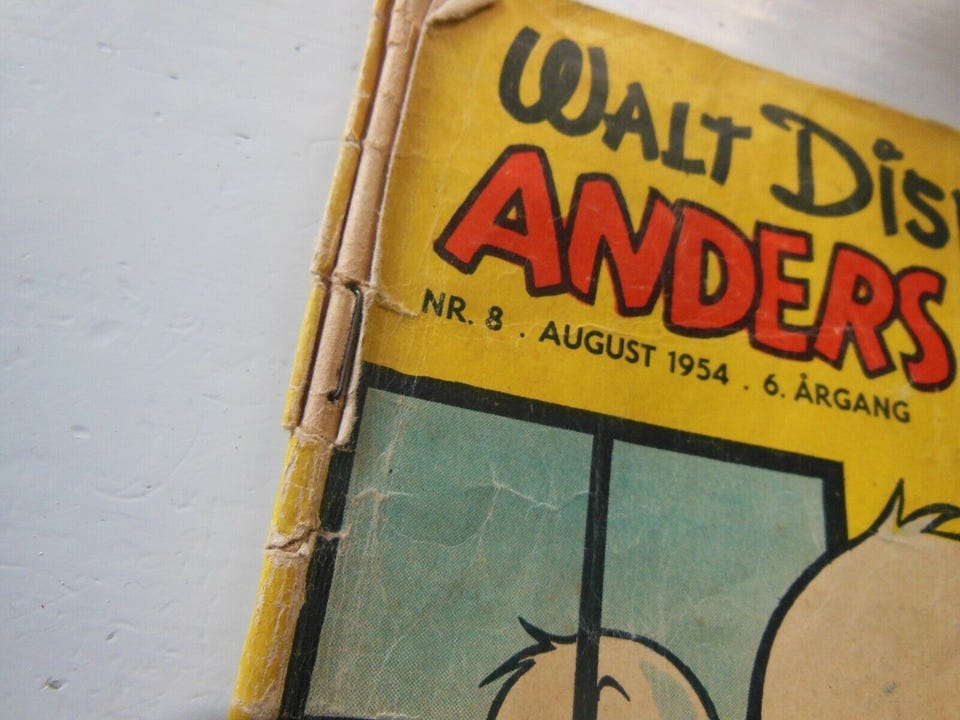 WALT DIS
ANDERS
NR. 8 . AUGUST 1954 . 6. ÅRGANG